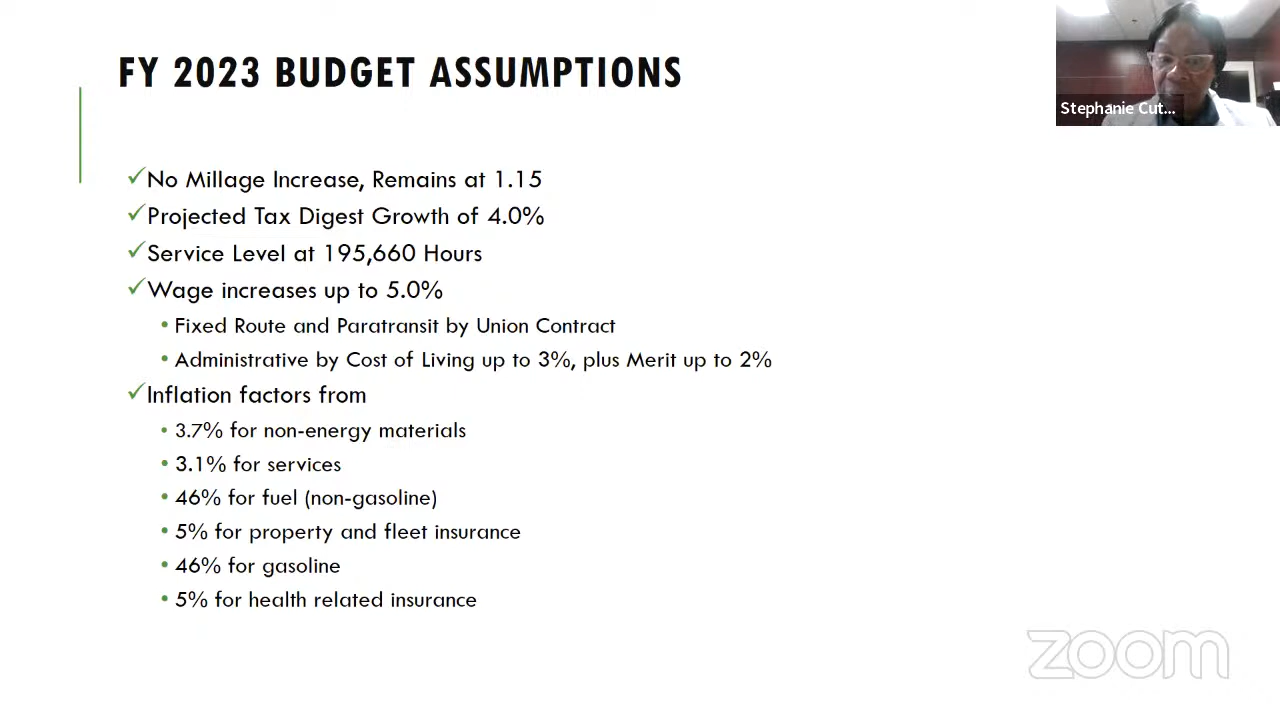 FY 2023 BUDGET ASSUMPTIONS
Stephanie Cut...
✓No Millage Increase, Remains at 1.15
✓Projected Tax Digest Growth of 4.0%
✓Service Level at 195,660 Hours
✓Wage increases up to 5.0%
• Fixed Route and Paratransit by Union Contract
• Administrative by Cost of Living up to 3%, plus Merit up to 2%
✓Inflation factors from
• 3.7% for non-energy materials
• 3.1% for services
• 46% for fuel (non-gasoline)
• 5% for property and fleet insurance
• 46% for gasoline
• 5% for health related insurance
zoom